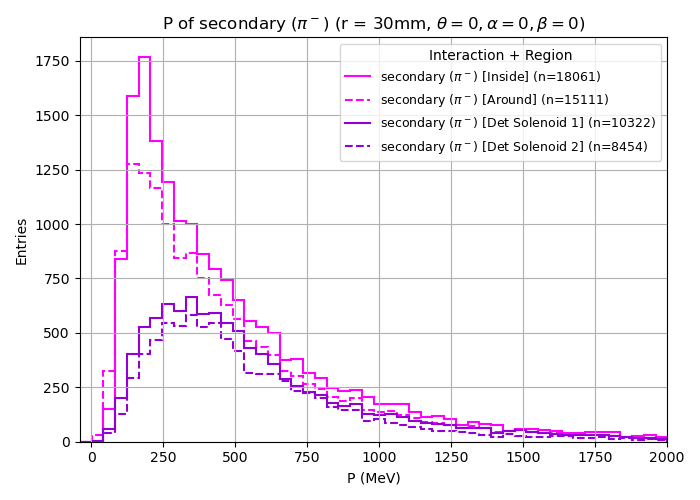 P of secondary (π⁻) (r = 30mm, θ = 0, α = 0, β = 0)
Interaction + Region
secondary (π⁻) [Inside] (n=18061)
secondary (π⁻) [Around] (n=15111)
secondary (π⁻) [Det Solenoid 1] (n=10322)
secondary (π⁻) [Det Solenoid 2] (n=8454)
Entries
1750
1500
1250
1000
750
500
250
0
0 250 500 750 1000 1250 1500 1750 2000
P (MeV)